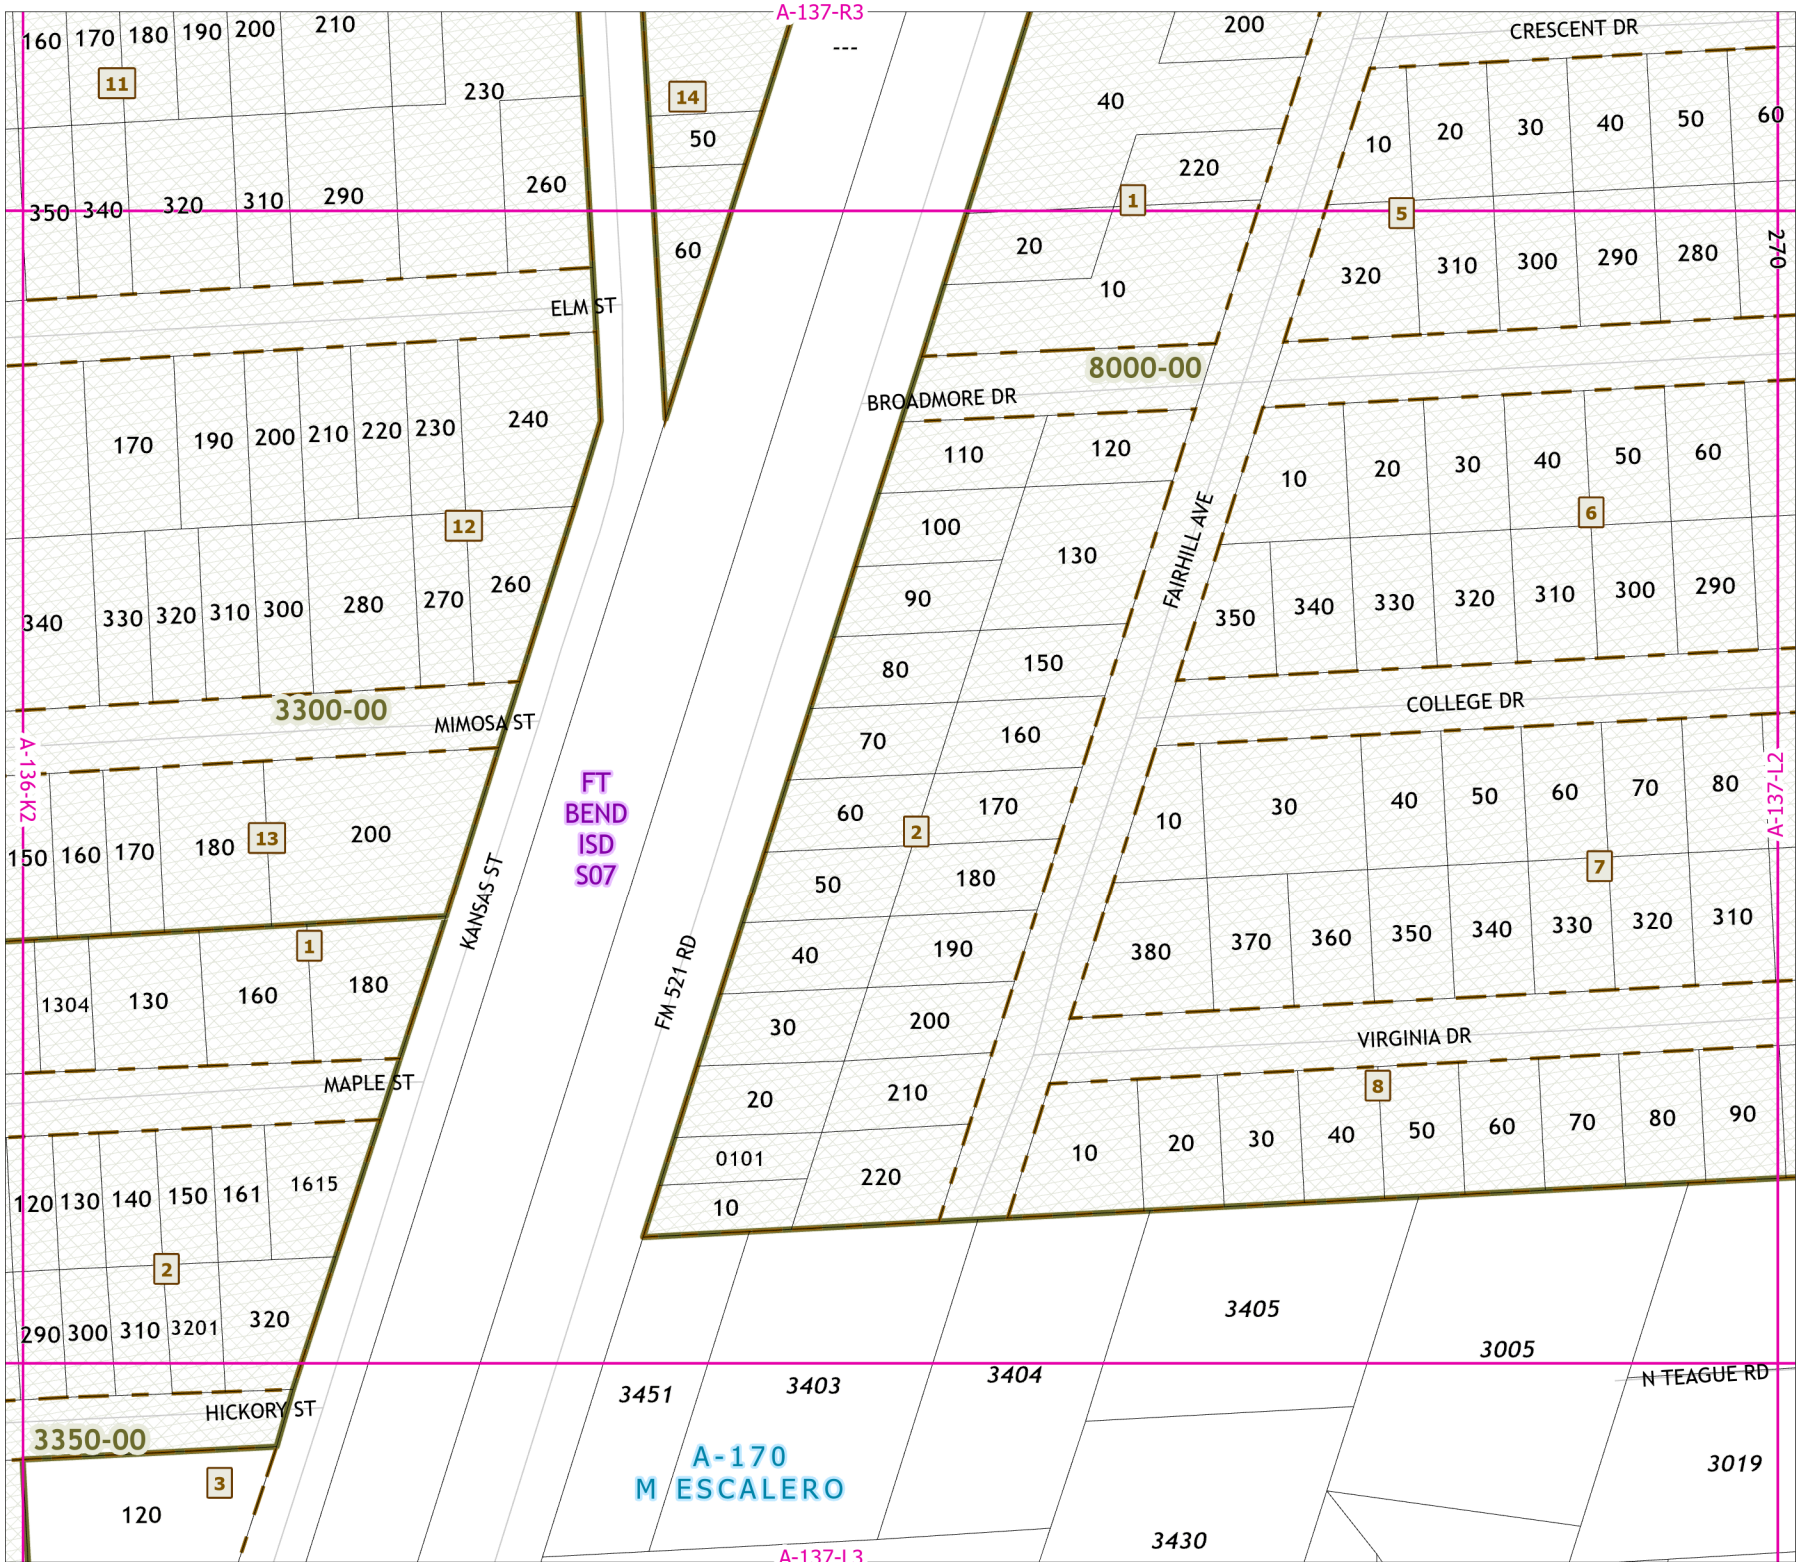 A-137-R3
---
160 170 180 190 200 210
11
230
14
50
350 340 320 310 290 260
60
200
CRESCENT DR
40
220
1
20
10
10 20 30 40 50 60
5
320 310 300 290 280 270
ELM ST
8000-00
BROADMORE DR
170 190 200 210 220 230 240
12
340 330 320 310 300 280 270 260
3300-00
MIMOSA ST
A-136-K2
FT
BEND
ISD
S07
150 160 170 180 13 200
KANSAS ST
FM 521 RD
1
1304 130 160 180
MAPLE ST
120 130 140 150 161 1615
2
290 300 310 3201 320
HICKORY ST
3350-00
3
120
110 120
100
130
90
80 150
70 160
60 170
2
50 180
40 190
30 200
20 210
0101
220
10
FAIRHILL AVE
10 20 30 40 50 60
6
350 340 330 320 310 300 290
COLLEGE DR
A-137-L2
10 30 40 50 60 70 80
7
380 370 360 350 340 330 320 310
VIRGINIA DR
8
10 20 30 40 50 60 70 80 90
3405
3005
3451 3403 3404
N TEAGUE RD
A-170
M ESCALERO
3019
3430
A-137-L3